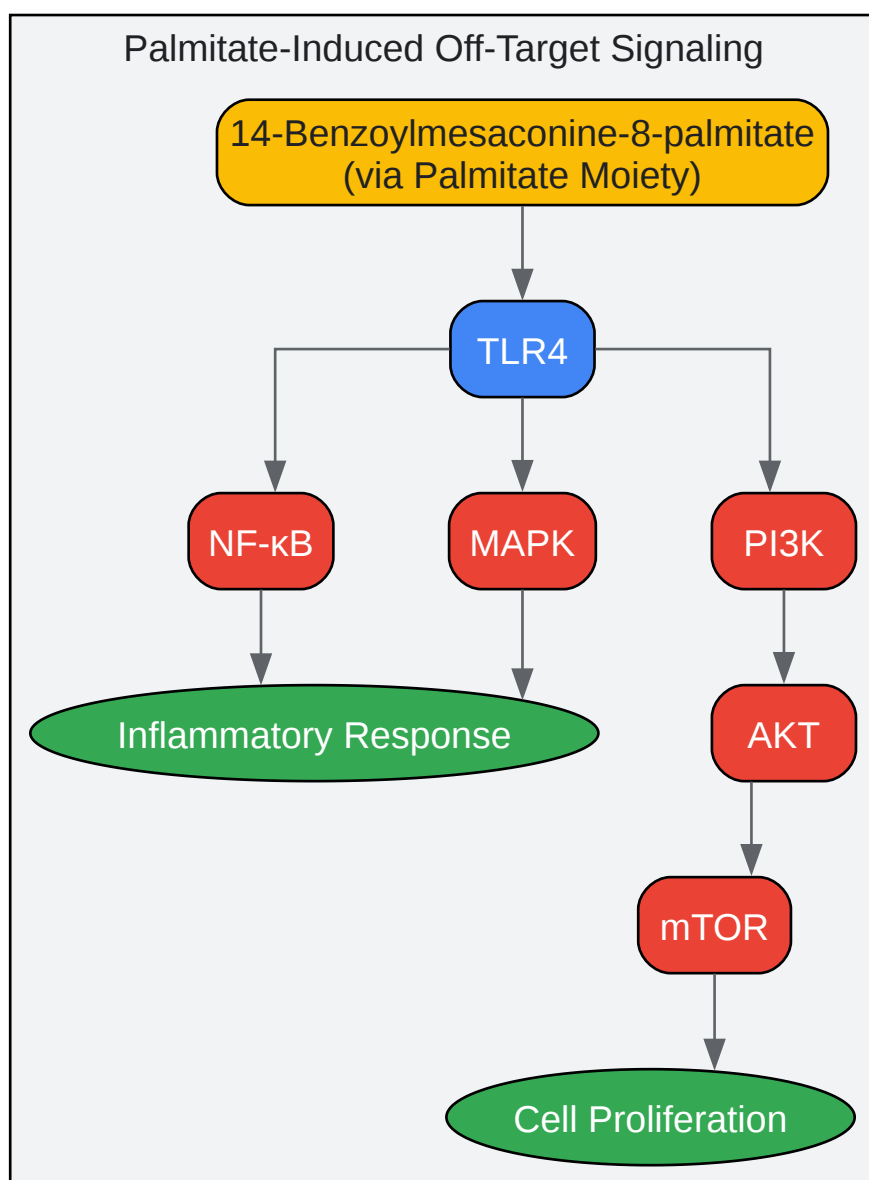 Palmitate-Induced Off-Target Signaling
14-Benzoylmesaconine-8-palmitate
(via Palmitate Moiety)
TLR4
NF-κB
MAPK
PI3K
Inflammatory Response
AKT
mTOR
Cell Proliferation